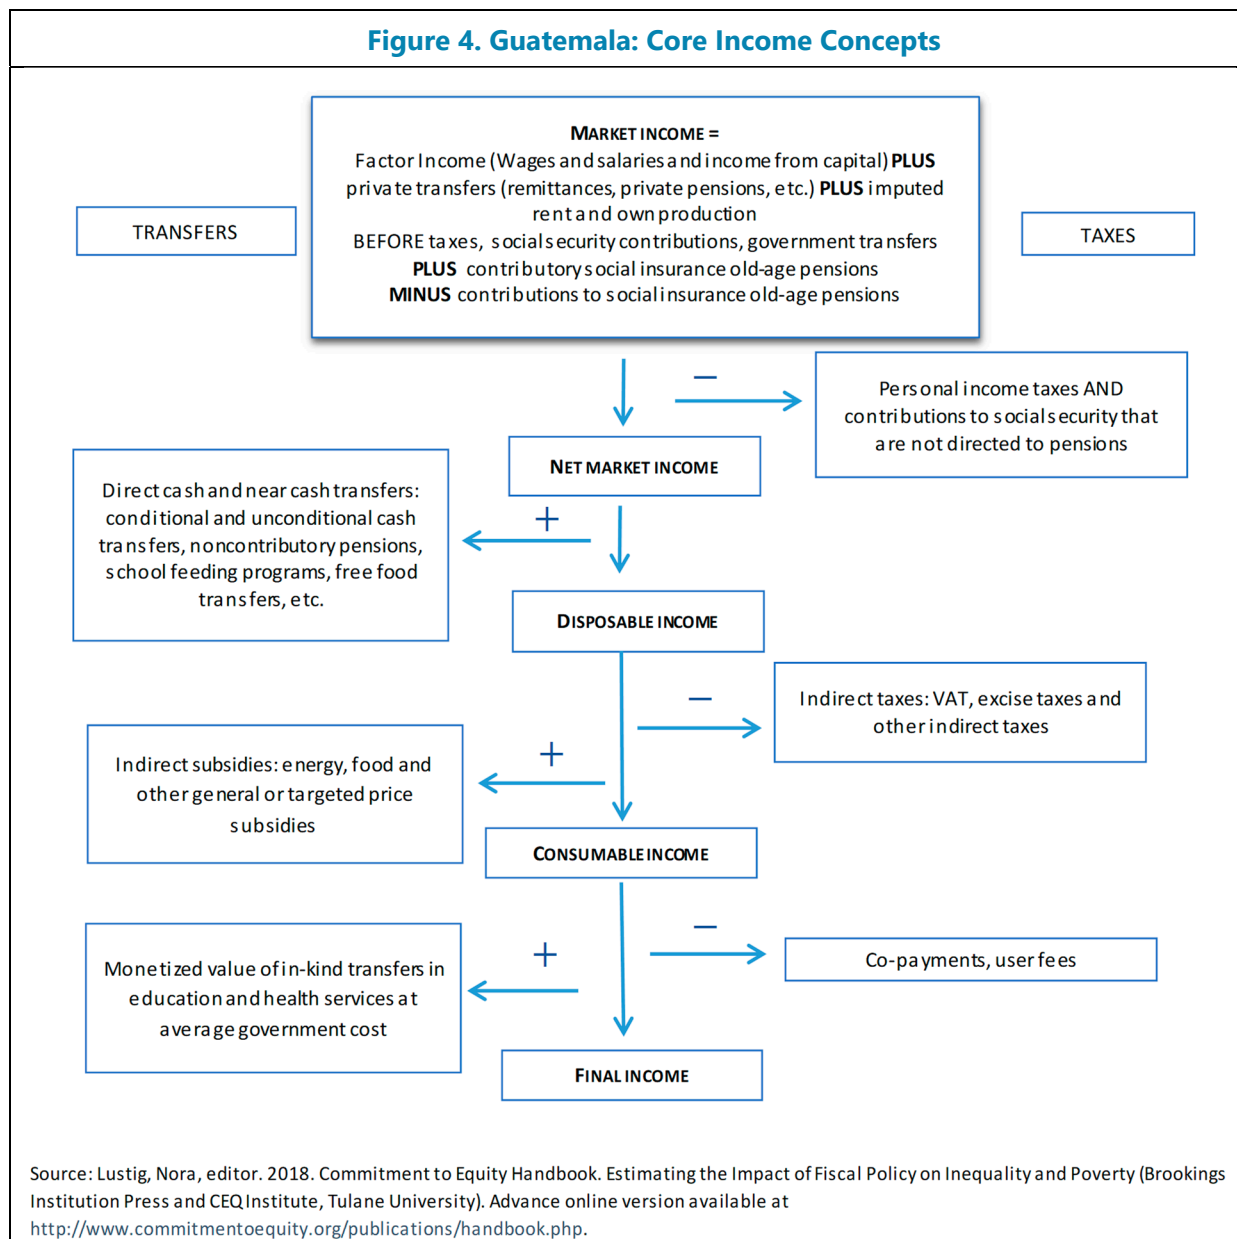 Figure 4. Guatemala: Core Income Concepts
MARKET INCOME =
Factor Income (Wages and salaries and income from capital) PLUS
private transfers (remittances, private pensions, etc.) PLUS imputed
rent and own production
BEFORE taxes, social security contributions, government transfers
PLUS contributory social insurance old-age pensions
MINUS contributions to social insurance old-age pensions
TRANSFERS
TAXES
−
Personal income taxes AND
contributions to social security that
are not directed to pensions
NET MARKET INCOME
Direct cash and near cash transfers:
conditional and unconditional cash
transfers, noncontributory pensions,
school feeding programs, free food
transfers, etc.
+
DISPOSABLE INCOME
−
Indirect taxes: VAT, excise taxes and
other indirect taxes
+
Indirect subsidies: energy, food and
other general or targeted price
subsidies
CONSUMABLE INCOME
−
Co-payments, user fees
+
Monetized value of in-kind transfers in
education and health services at
average government cost
FINAL INCOME
Source: Lustig, Nora, editor. 2018. Commitment to Equity Handbook. Estimating the Impact of Fiscal Policy on Inequality and Poverty (Brookings
Institution Press and CEQ Institute, Tulane University). Advance online version available at
http://www.commitmentoequity.org/publications/handbook.php.